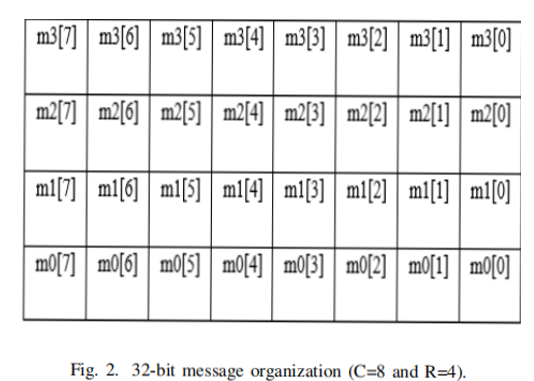 m3[7] m3[6] m3[5] m3[4] m3[3] m3[2] m3[1] m3[0]
m2[7] m2[6] m2[5] m2[4] m2[3] m2[2] m2[1] m2[0]
m1[7] m1[6] m1[5] m1[4] m1[3] m1[2] m1[1] m1[0]
m0[7] m0[6] m0[5] m0[4] m0[3] m0[2] m0[1] m0[0]
Fig. 2. 32-bit message organization (C=8 and R=4).